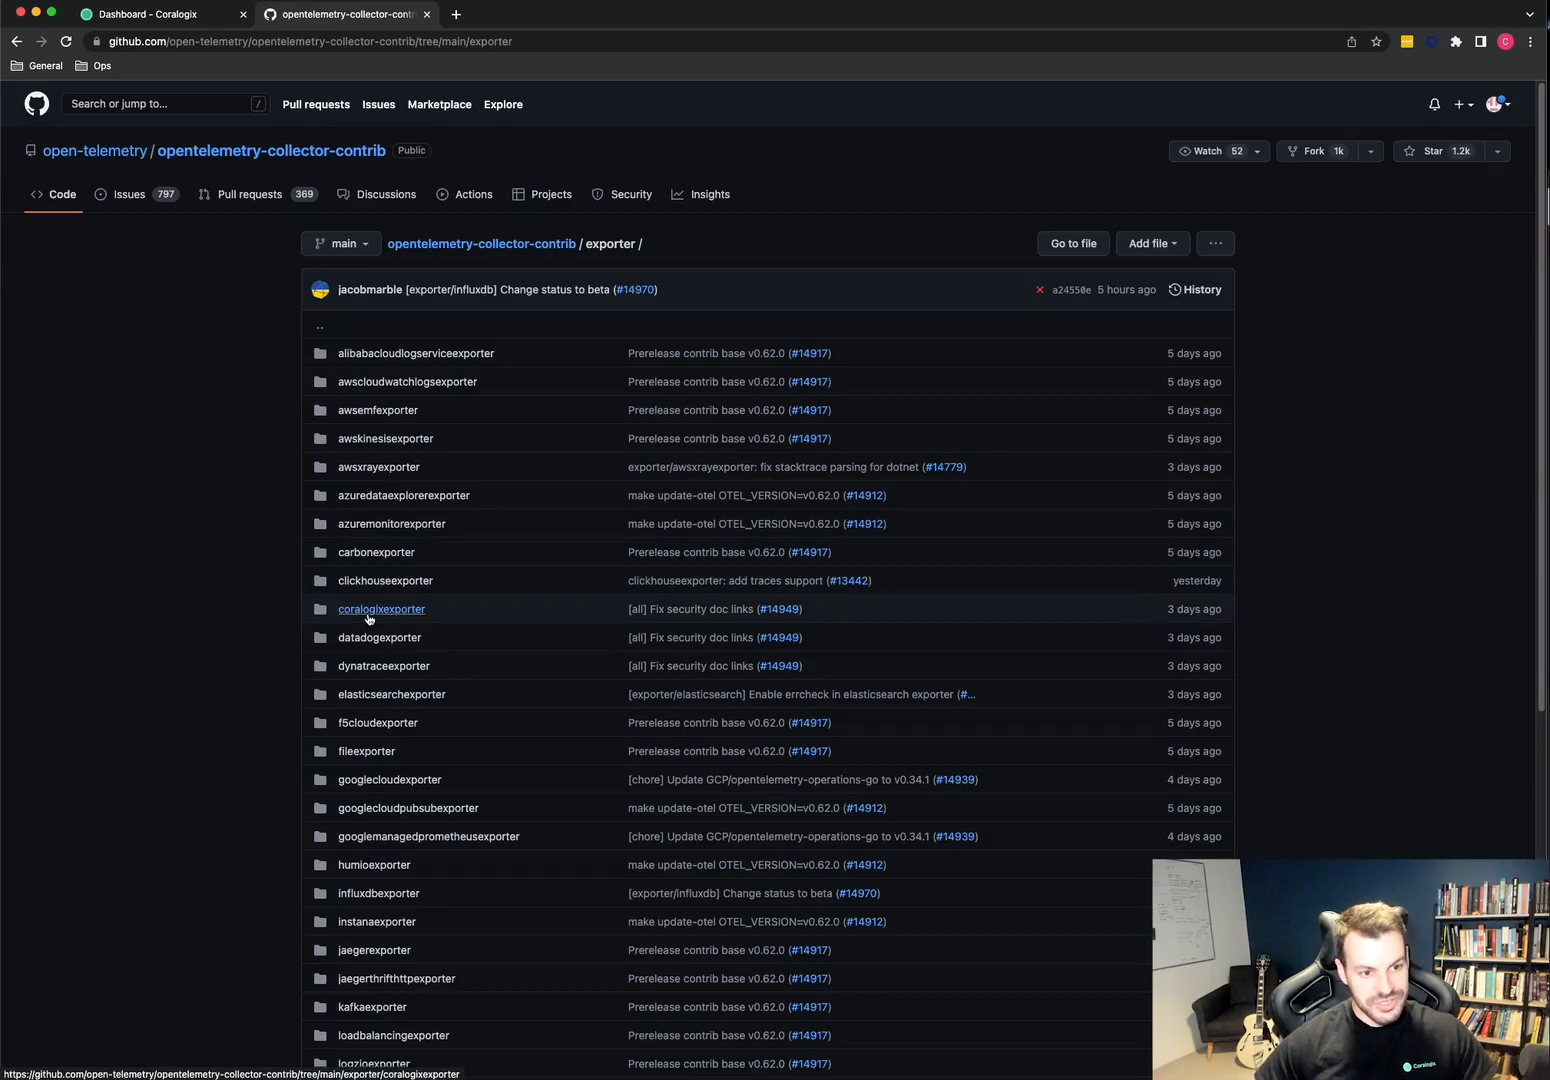 Dashboard - Coralogix
opentelemetry-collector-contri
github.com/open-telemetry/opentelemetry-collector-contrib/tree/main/exporter
C
General
Ops
Search or jump to...
/
Pull requests
Issues
Marketplace
Explore
open-telemetry / opentelemetry-collector-contrib
Public
Watch 52
Fork 1k
Star 1.2k
Code
Issues 797
Pull requests 369
Discussions
Actions
Projects
Security
Insights
main
opentelemetry-collector-contrib / exporter /
Go to file
Add file
...
jacobmarble [exporter/influxdb] Change status to beta (#14970)
a24550e 5 hours ago
History
..
alibabacloudlogserviceexporter Prerelease contrib base v0.62.0 (#14917) 5 days ago
awscloudwatchlogsexporter Prerelease contrib base v0.62.0 (#14917) 5 days ago
awsemfexporter Prerelease contrib base v0.62.0 (#14917) 5 days ago
awskinesisexporter Prerelease contrib base v0.62.0 (#14917) 5 days ago
awsxrayexporter exporter/awsxrayexporter: fix stacktrace parsing for dotnet (#14779) 3 days ago
azuredataexplorerexporter make update-otel OTEL_VERSION=v0.62.0 (#14912) 5 days ago
azuremonitorexporter make update-otel OTEL_VERSION=v0.62.0 (#14912) 5 days ago
carbonexporter Prerelease contrib base v0.62.0 (#14917) 5 days ago
clickhouseexporter clickhouseexporter: add traces support (#13442) yesterday
coralogixexporter [all] Fix security doc links (#14949) 3 days ago
datadogexporter [all] Fix security doc links (#14949) 3 days ago
dynatraceexporter [all] Fix security doc links (#14949) 3 days ago
elasticsearchexporter [exporter/elasticsearch] Enable errcheck in elasticsearch exporter (#... 3 days ago
f5cloudexporter Prerelease contrib base v0.62.0 (#14917) 5 days ago
fileexporter Prerelease contrib base v0.62.0 (#14917) 5 days ago
googlecloudexporter [chore] Update GCP/opentelemetry-operations-go to v0.34.1 (#14939) 4 days ago
googlecloudpubsubexporter make update-otel OTEL_VERSION=v0.62.0 (#14912) 5 days ago
googlemanagedprometheusexporter [chore] Update GCP/opentelemetry-operations-go to v0.34.1 (#14939) 4 days ago
humioexporter make update-otel OTEL_VERSION=v0.62.0 (#14912)
influxdbexporter [exporter/influxdb] Change status to beta (#14970)
instanaexporter make update-otel OTEL_VERSION=v0.62.0 (#14912)
jaegerexporter Prerelease contrib base v0.62.0 (#14917)
jaegerthrifthttpexporter Prerelease contrib base v0.62.0 (#14917)
kafkaexporter Prerelease contrib base v0.62.0 (#14917)
loadbalancingexporter Prerelease contrib base v0.62.0 (#14917)
logzioexporter Prerelease contrib base v0.62.0 (#14917)
https://github.com/open-telemetry/opentelemetry-collector-contrib/tree/main/exporter/coralogixexporter
Coralogix